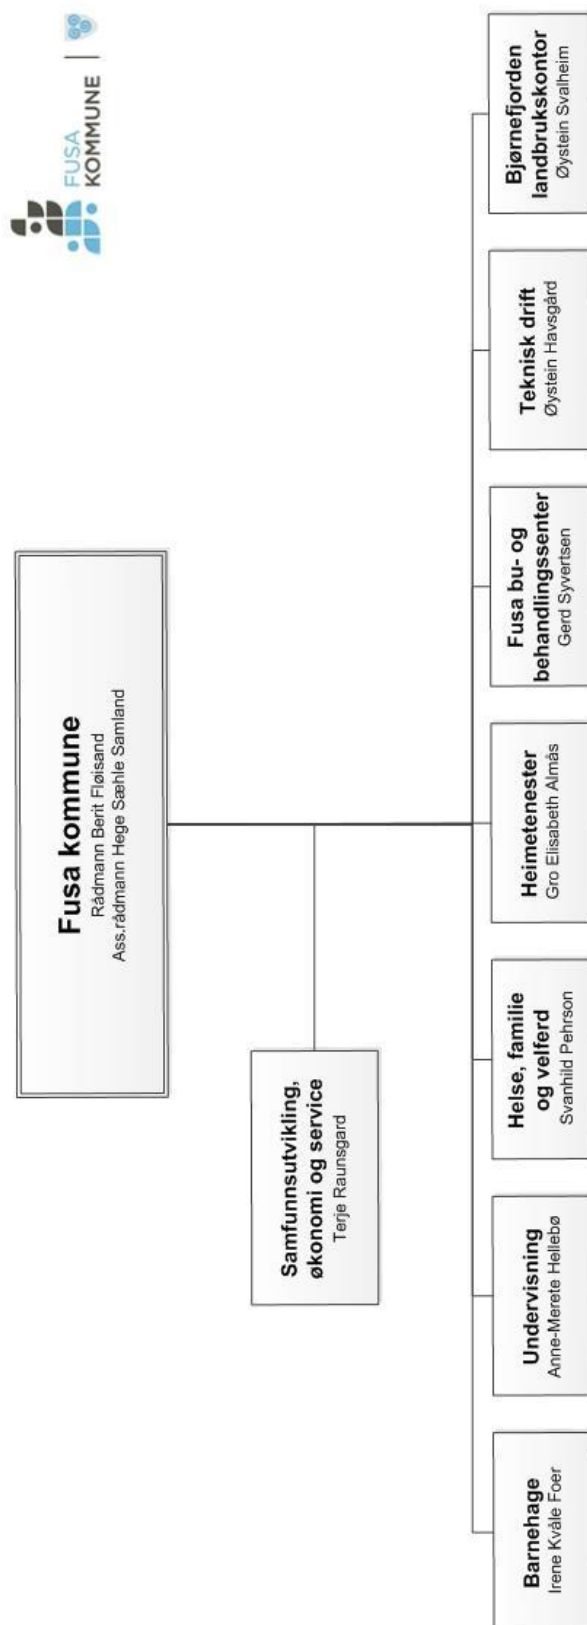 FUSA
KOMMUNE
Fusa kommune
Rådmann Berit Fløisand
Ass.rådmann Hege Sæhle Samland
Samfunnsutvikling,
økonomi og service
Terje Raunsgard
Barnehage
Irene Kvåle Foer
Undervisning
Anne-Merete Hellebø
Helse, familie
og velferd
Svanhild Pehrson
Heimetenester
Gro Elisabeth Almås
Fusa bu- og
behandlingssenter
Gerd Syvertsen
Teknisk drift
Øystein Havsgård
Bjørnefjorden
landbrukskontor
Øystein Svalheim